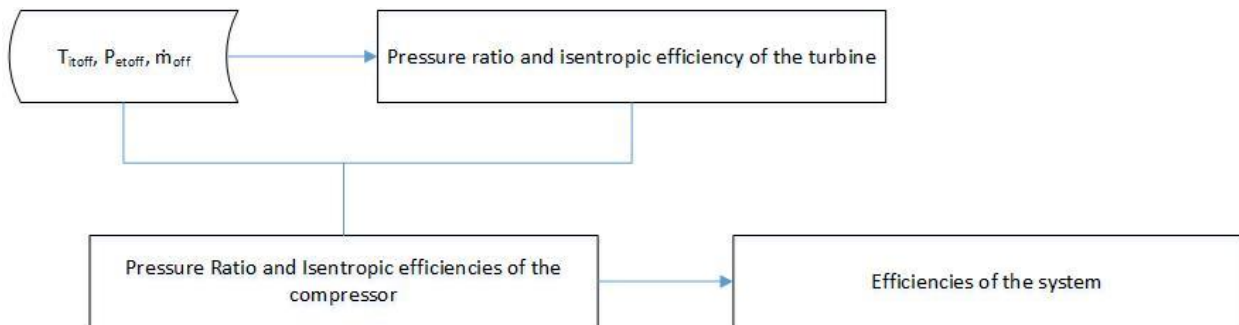 Titoff, Petoff, ṁoff
Pressure ratio and isentropic efficiency of the turbine
Pressure Ratio and Isentropic efficiencies of the
compressor
Efficiencies of the system